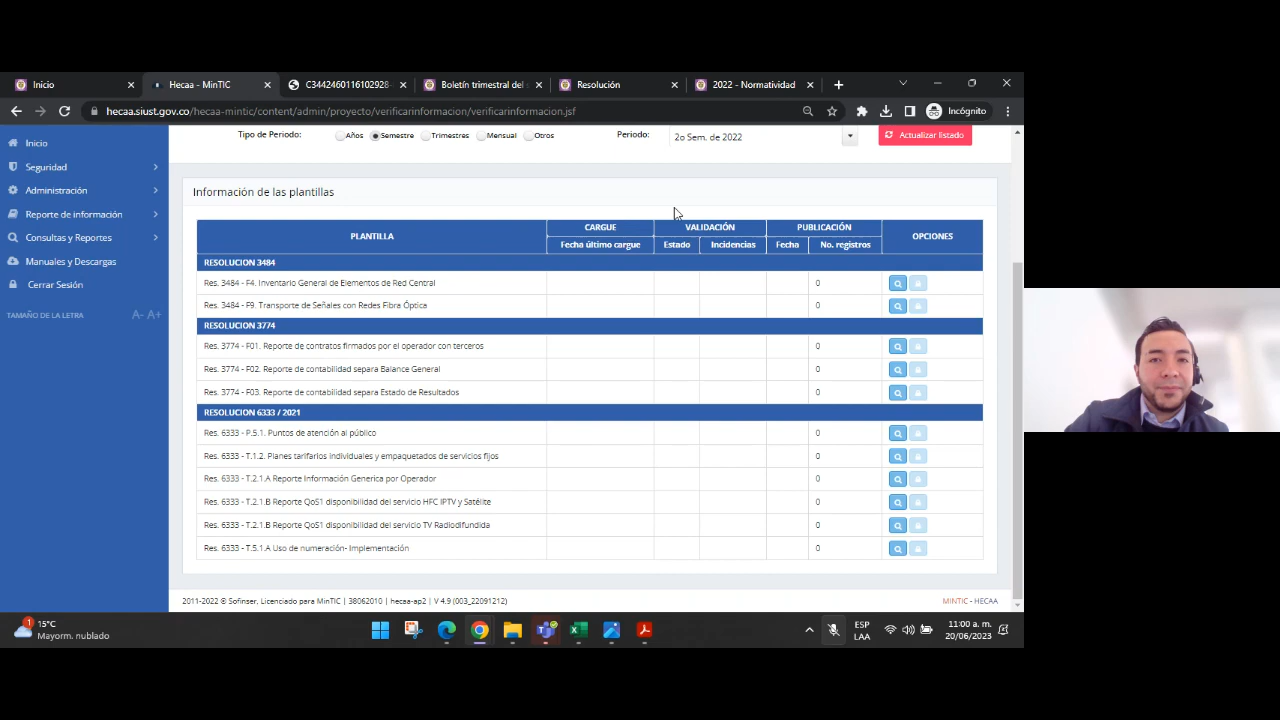 Inicio
Hecaa - MinTIC
C3442460116102928-
Boletín trimestral del s
Resolución
2022 - Normatividad
hecaa.siust.gov.co/hecaa-mintic/content/admin/proyecto/verificarinformacion/verificarinformacion.jsf
Incógnito
Inicio
Seguridad
Administración
Reporte de información
Consultas y Reportes
Manuales y Descargas
Cerrar Sesión
TAMAÑO DE LA LETRA A- A+
Tipo de Periodo: Años Semestre Trimestres Mensual Otros Periodo: 2o Sem. de 2022 Actualizar listado
Información de las plantillas
PLANTILLA CARGUE VALIDACIÓN PUBLICACIÓN OPCIONES
Fecha último cargue Estado Incidencias Fecha No. registros
RESOLUCION 3484
Res. 3484 - F4. Inventario General de Elementos de Red Central 0
Res. 3484 - F9. Transporte de Señales con Redes Fibra Óptica 0
RESOLUCION 3774
Res. 3774 - F01. Reporte de contratos firmados por el operador con terceros 0
Res. 3774 - F02. Reporte de contabilidad separa Balance General 0
Res. 3774 - F03. Reporte de contabilidad separa Estado de Resultados 0
RESOLUCION 6333 / 2021
Res. 6333 - P.5.1. Puntos de atención al público 0
Res. 6333 - T.1.2. Planes tarifarios individuales y empaquetados de servicios fijos 0
Res. 6333 - T.2.1.A Reporte Información Generica por Operador 0
Res. 6333 - T.2.1.B Reporte QoS1 disponibilidad del servicio HFC IPTV y Satélite 0
Res. 6333 - T.2.1.B Reporte QoS1 disponibilidad del servicio TV Radiodifundida 0
Res. 6333 - T.5.1.A Uso de numeración- Implementación 0
2011-2022 © Sofinser, Licenciado para MinTIC | 38062010 | hecaa-ap2 | V 4.9 (003_22091212)
MINTIC - HECAA
1
15°C
Mayorm. nublado
ESP
LAA
11:00 a. m.
20/06/2023